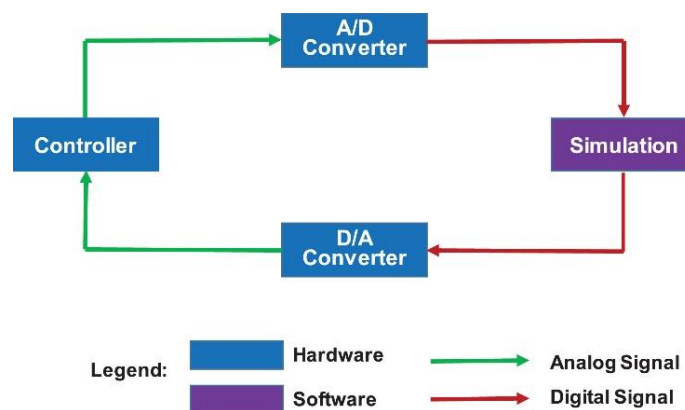 A/D
Converter
Controller
Simulation
D/A
Converter
Legend:
Hardware
Analog Signal
Software
Digital Signal